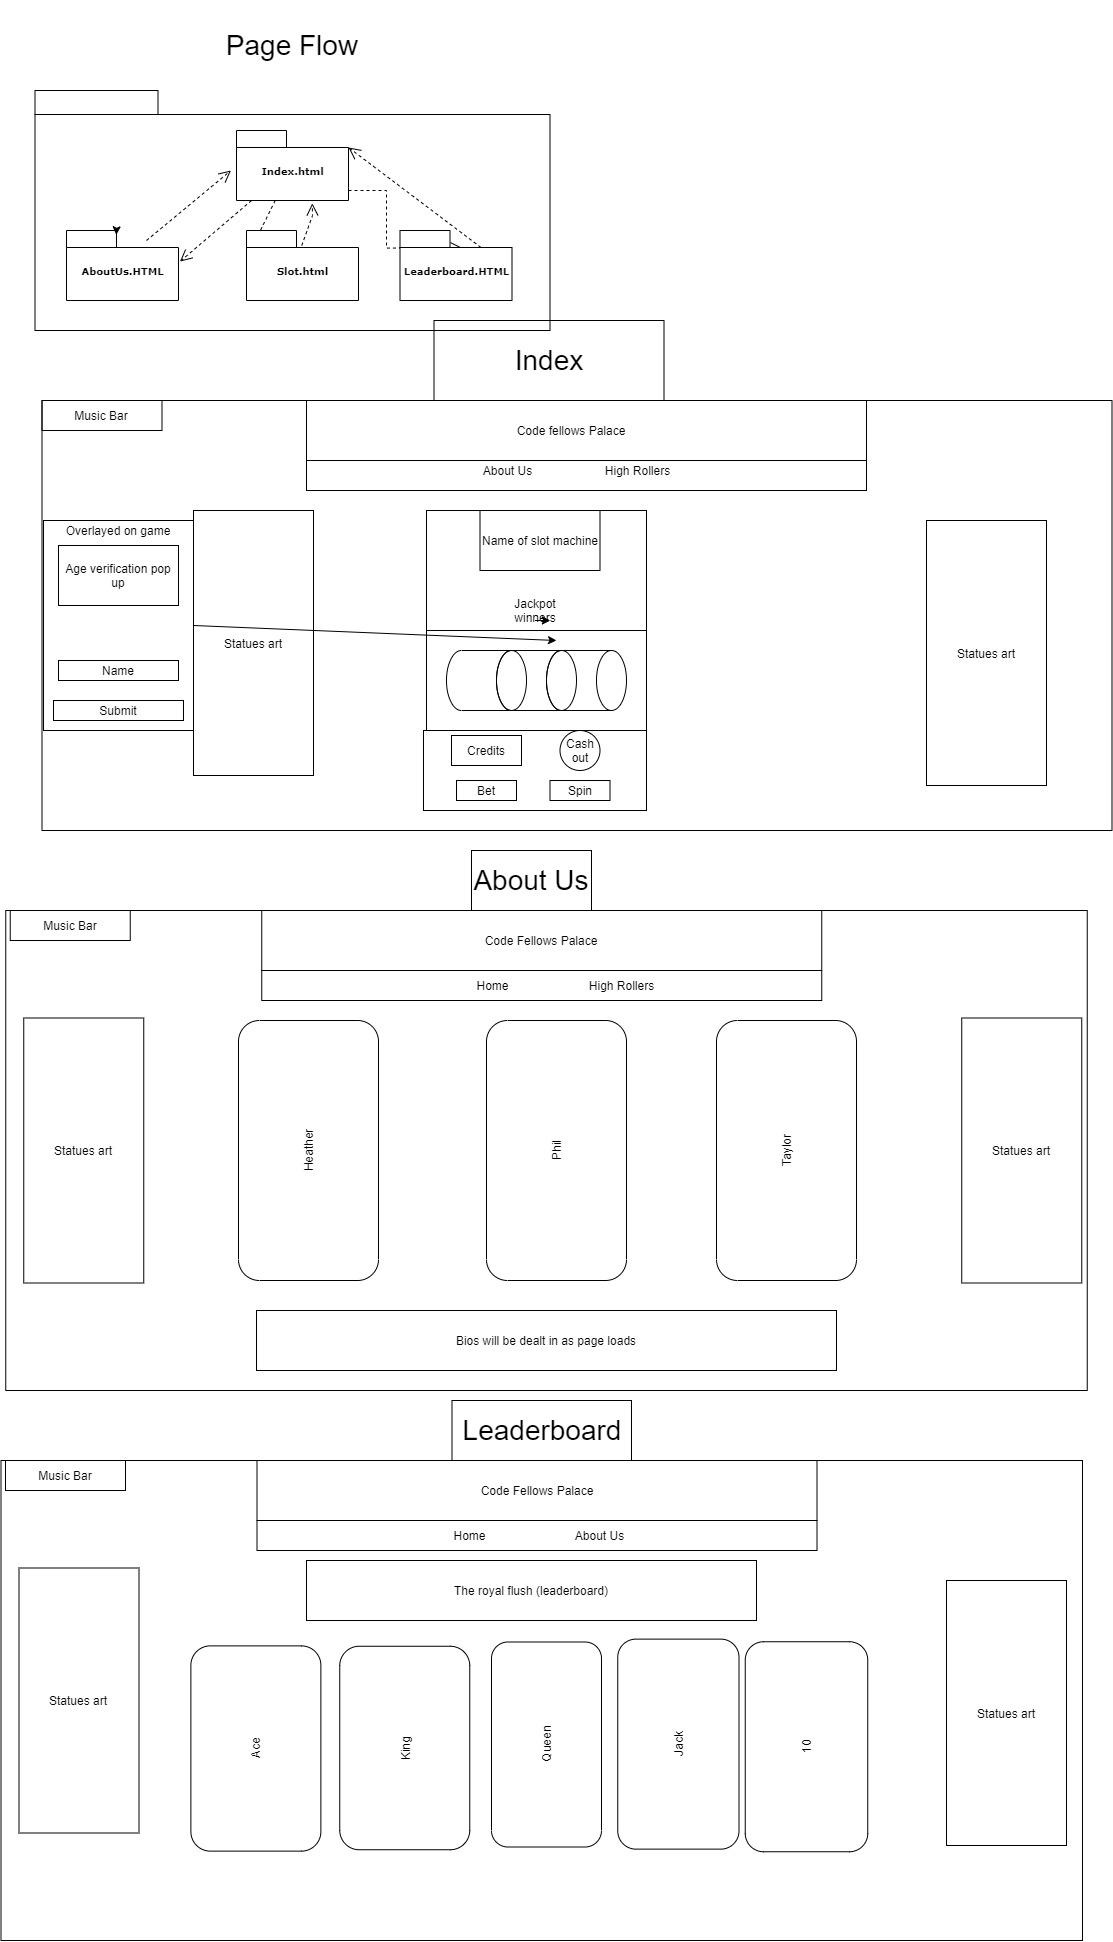 Page Flow
Index.html
AboutUs.HTML
Slot.html
Leaderboard.HTML
Index
Music Bar
Code fellows Palace
About Us
High Rollers
Overlayed on game
Age verification pop
up
Name
Submit
Statues art
Name of slot machine
Jackpot
winners
Credits
Cash
out
Bet
Spin
Statues art
About Us
Music Bar
Code Fellows Palace
Home
High Rollers
Statues art
Heather
Phil
Taylor
Statues art
Bios will be dealt in as page loads
Leaderboard
Music Bar
Code Fellows Palace
Home
About Us
The royal flush (leaderboard)
Statues art
Ace
King
Queen
Jack
10
Statues art